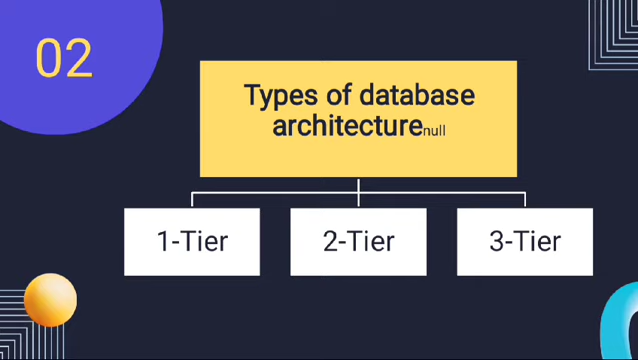 02
Types of database
architecturenull
1-Tier
2-Tier
3-Tier